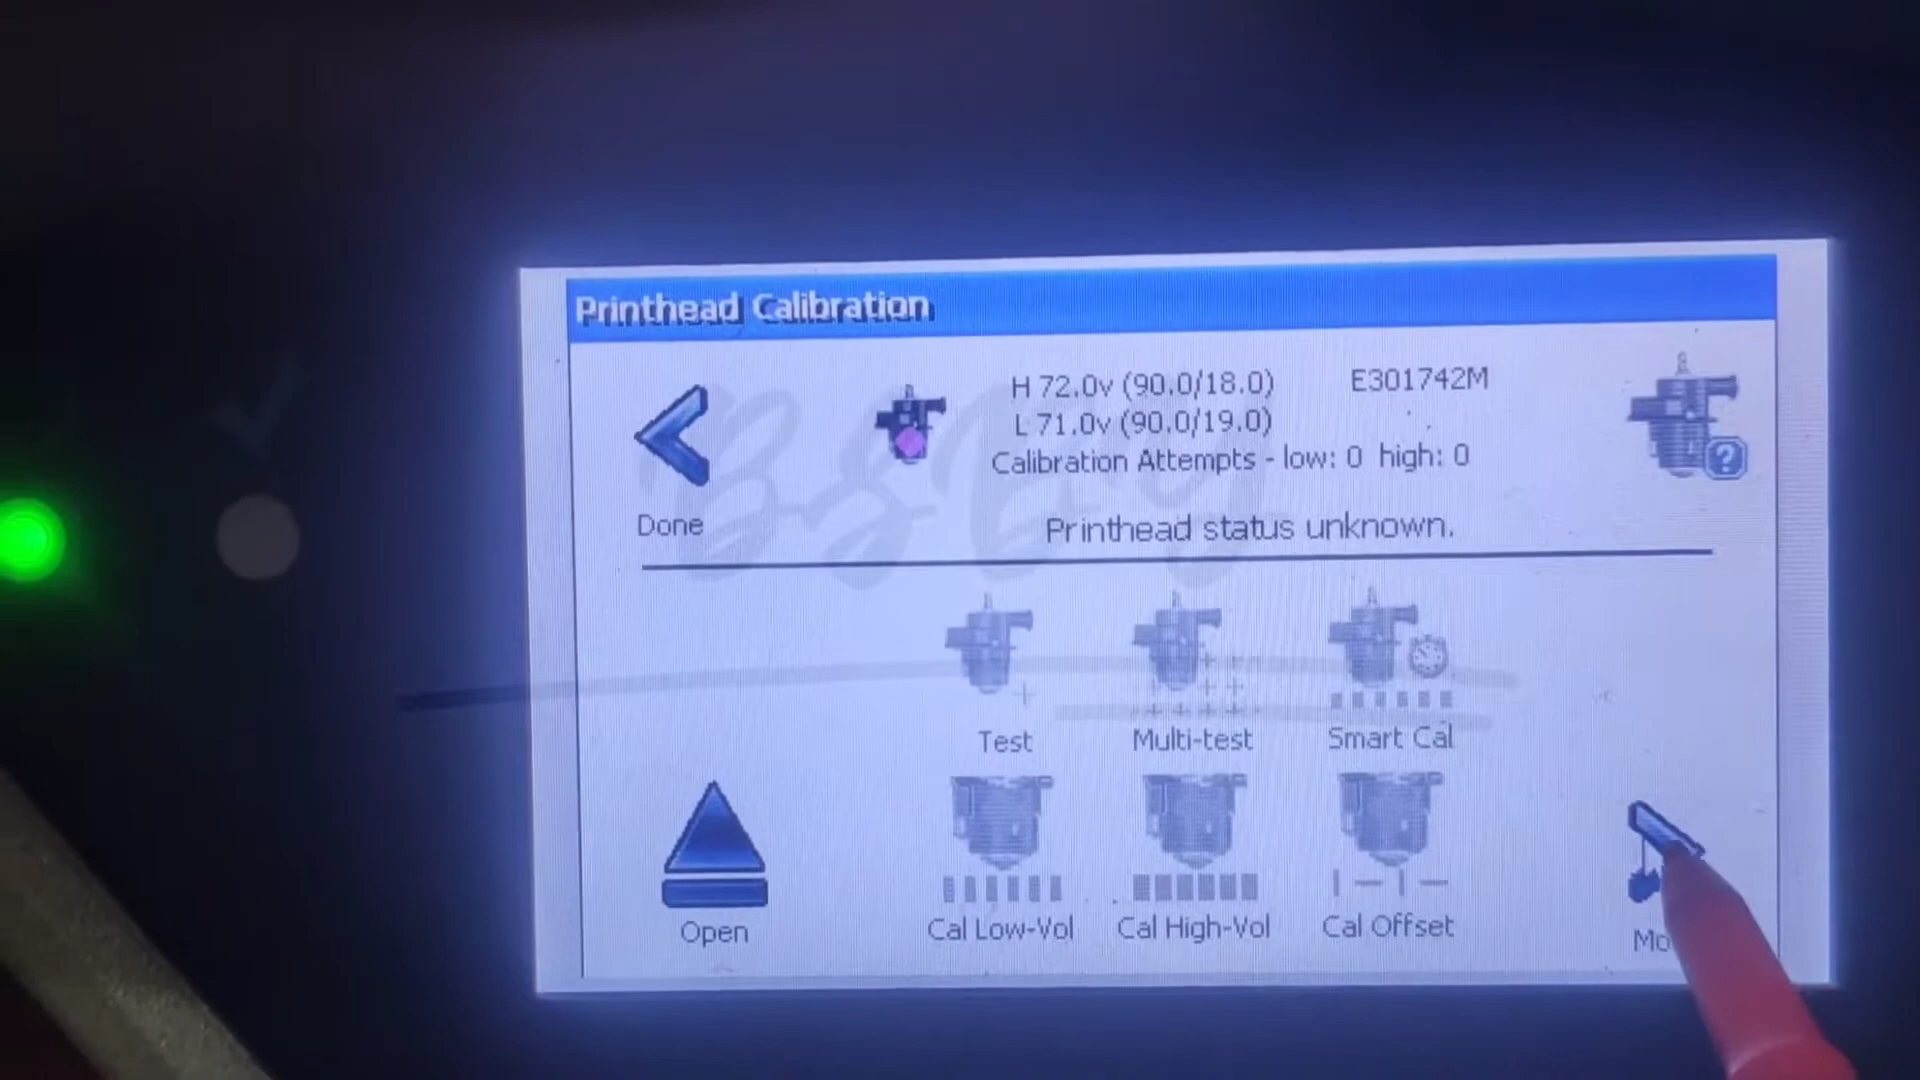 Printhead Calibration
H 72.0v (90.0/18.0)
E301742M
L 71.0v (90.0/19.0)
Calibration Attempts - low: 0 high: 0
Done
Printhead status unknown.
Test
Multi-test
Smart Cal
Open
Cal Low-Vol
Cal High-Vol
Cal Offset